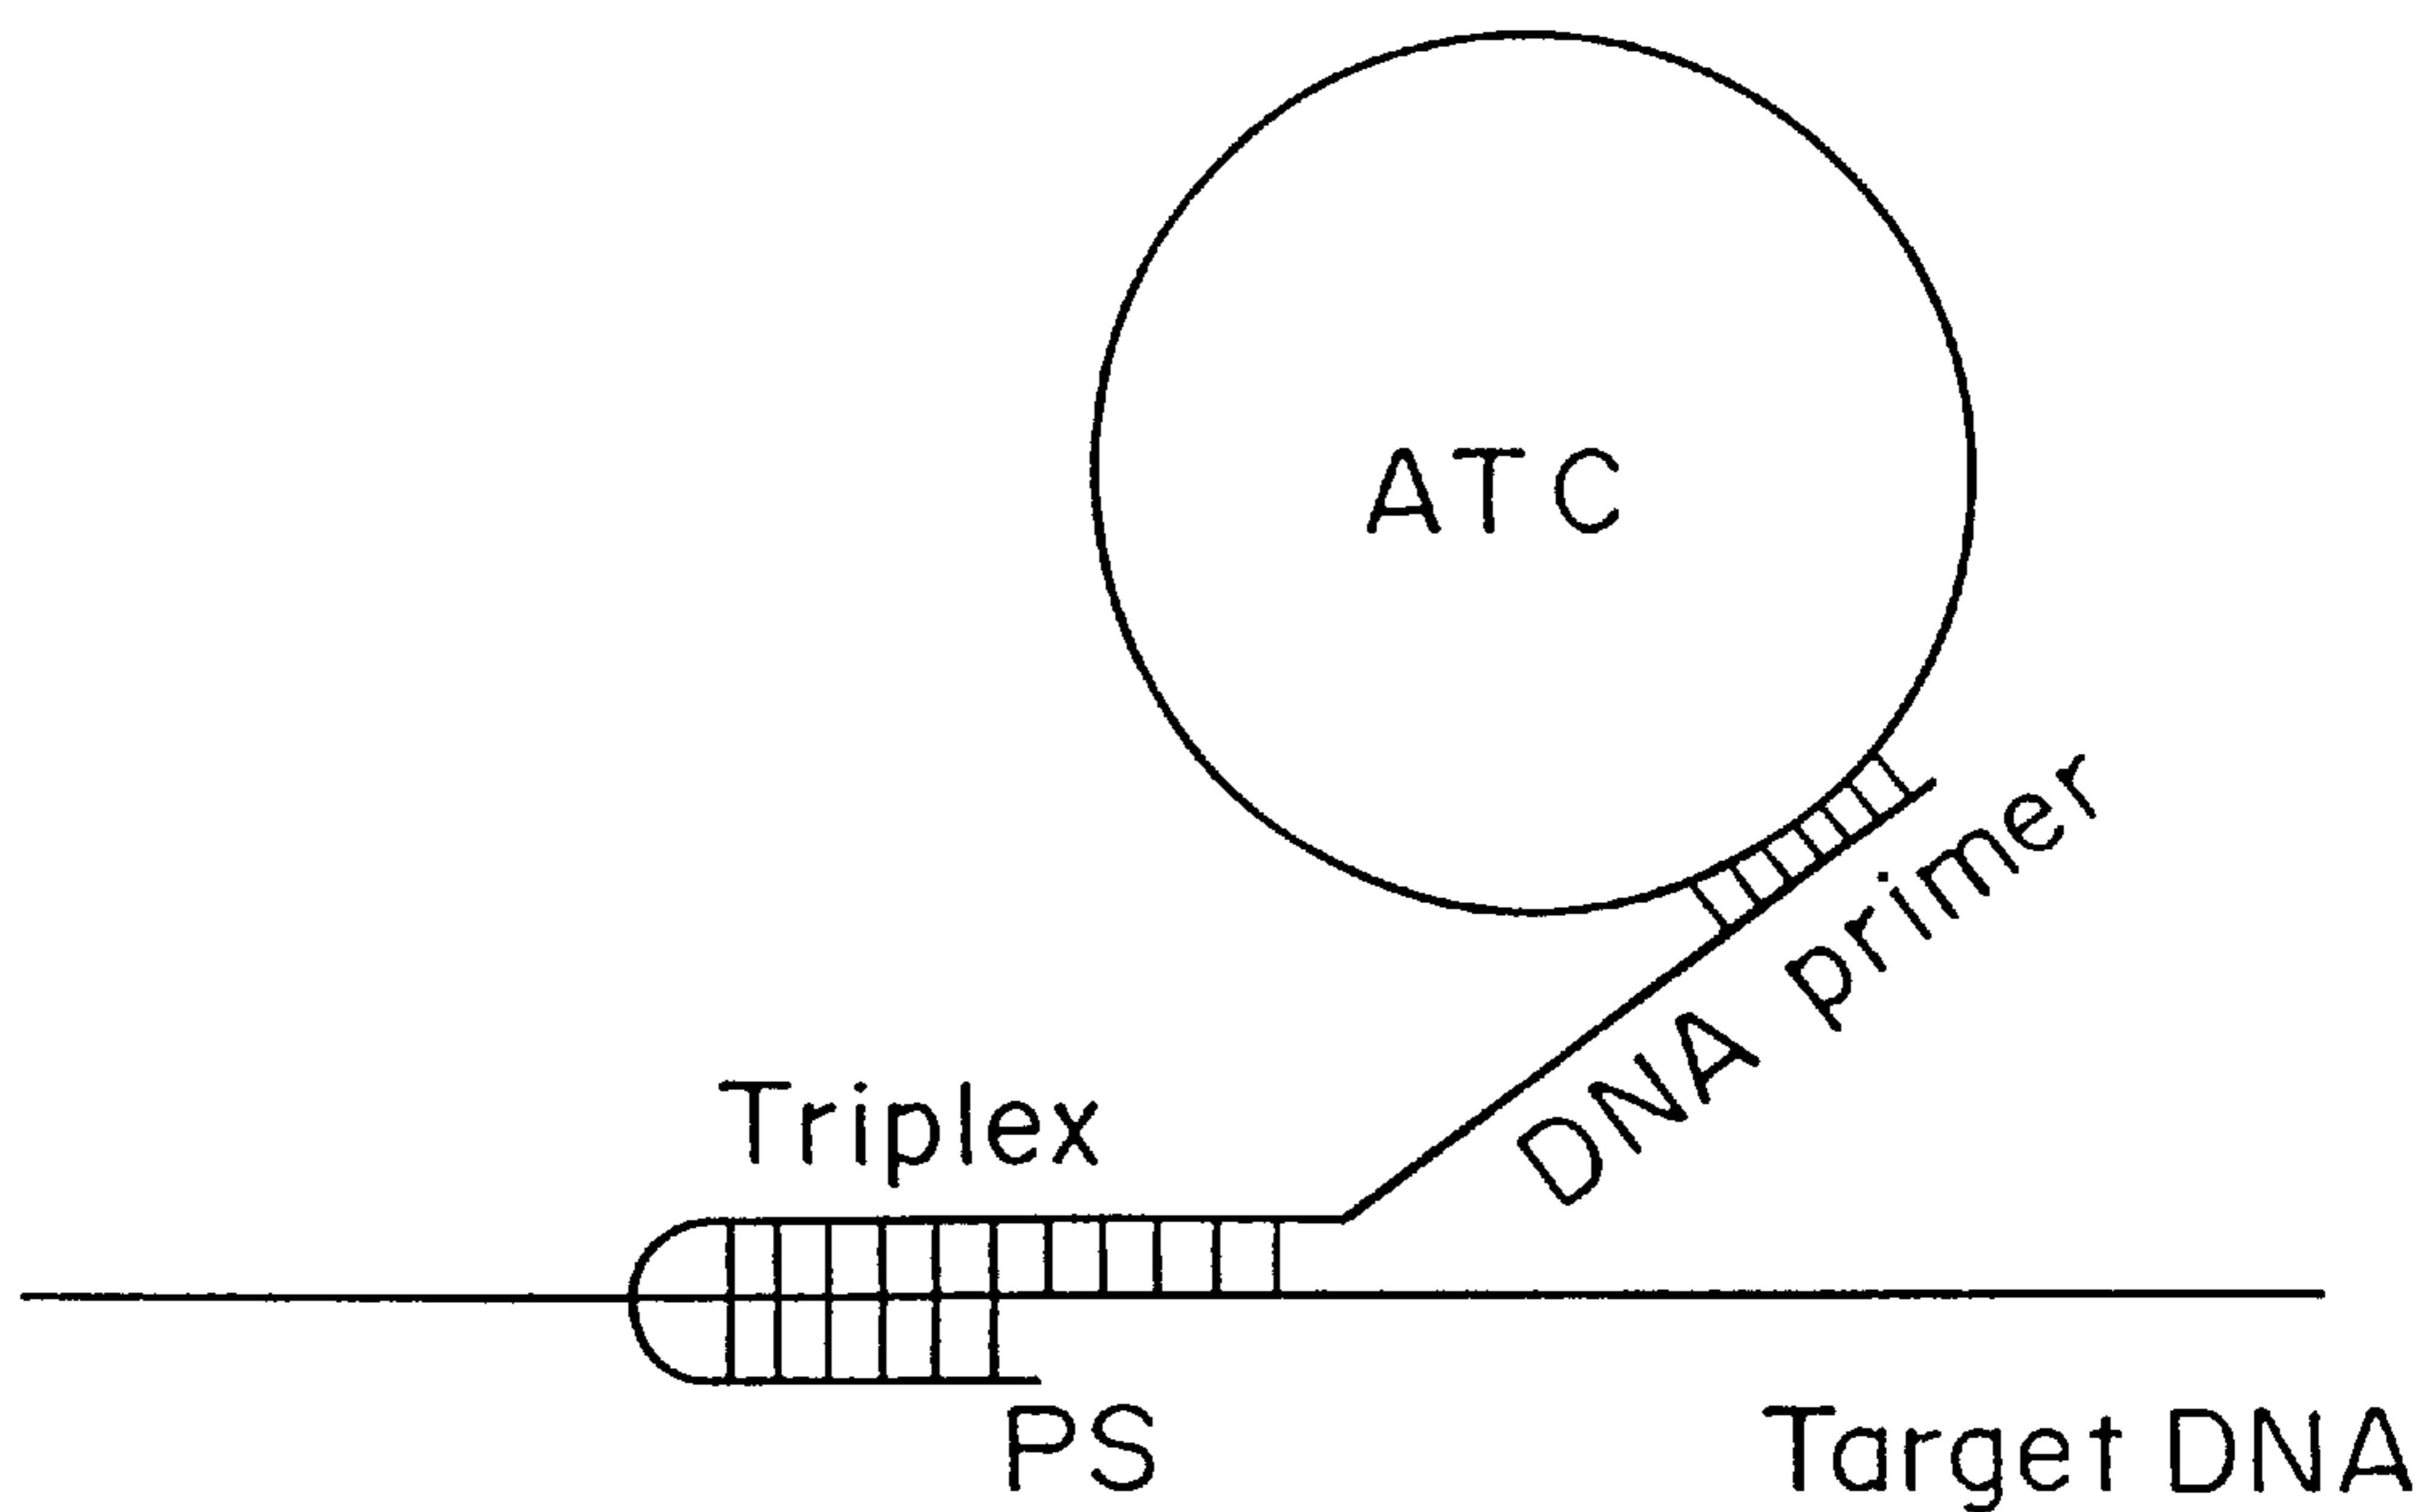 ATC
DNA primer
Triplex
PS
Target DNA